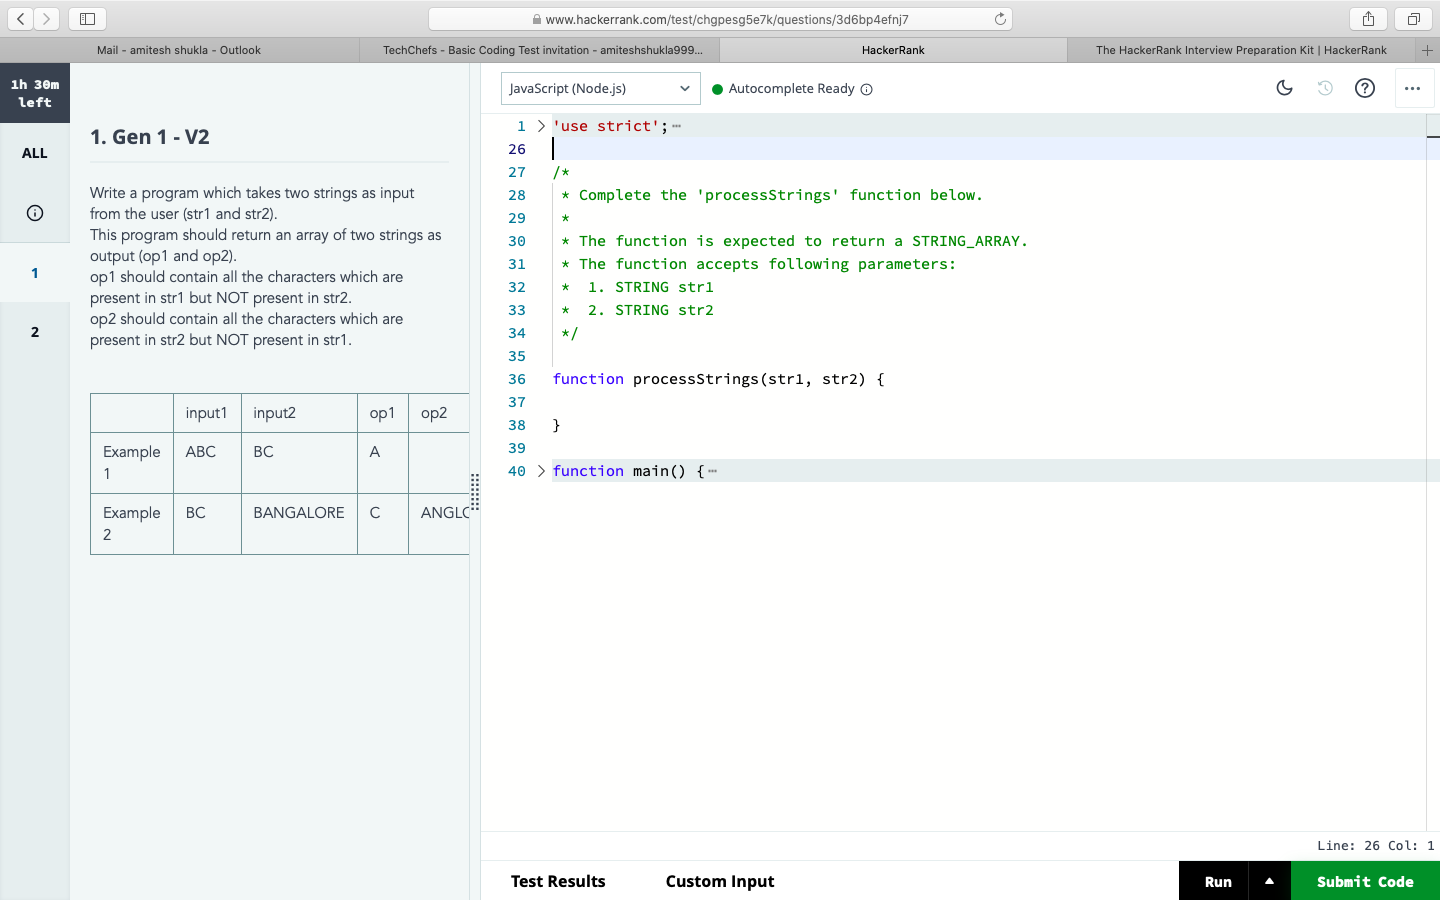 www.hackerrank.com/test/chgpesg5e7k/questions/3d6bp4efnj7
Mail - amitesh shukla - Outlook
TechChefs - Basic Coding Test invitation - amiteshshukla999...
HackerRank
The HackerRank Interview Preparation Kit | HackerRank
1h 30m
left
ALL
1
2
1. Gen 1 - V2
Write a program which takes two strings as input
from the user (str1 and str2).
This program should return an array of two strings as
output (op1 and op2).
op1 should contain all the characters which are
present in str1 but NOT present in str2.
op2 should contain all the characters which are
present in str2 but NOT present in str1.
input1 input2 op1 op2
Example ABC BC A
1
Example BC BANGALORE C ANGLO
2
JavaScript (Node.js)
Autocomplete Ready
1 'use strict';
26
27 /*
28 * Complete the 'processStrings' function below.
29 *
30 * The function is expected to return a STRING_ARRAY.
31 * The function accepts following parameters:
32 * 1. STRING str1
33 * 2. STRING str2
34 */
35
36 function processStrings(str1, str2) {
37
38 }
39
40 function main() {
Line: 26 Col: 1
Test Results
Custom Input
Run
Submit Code